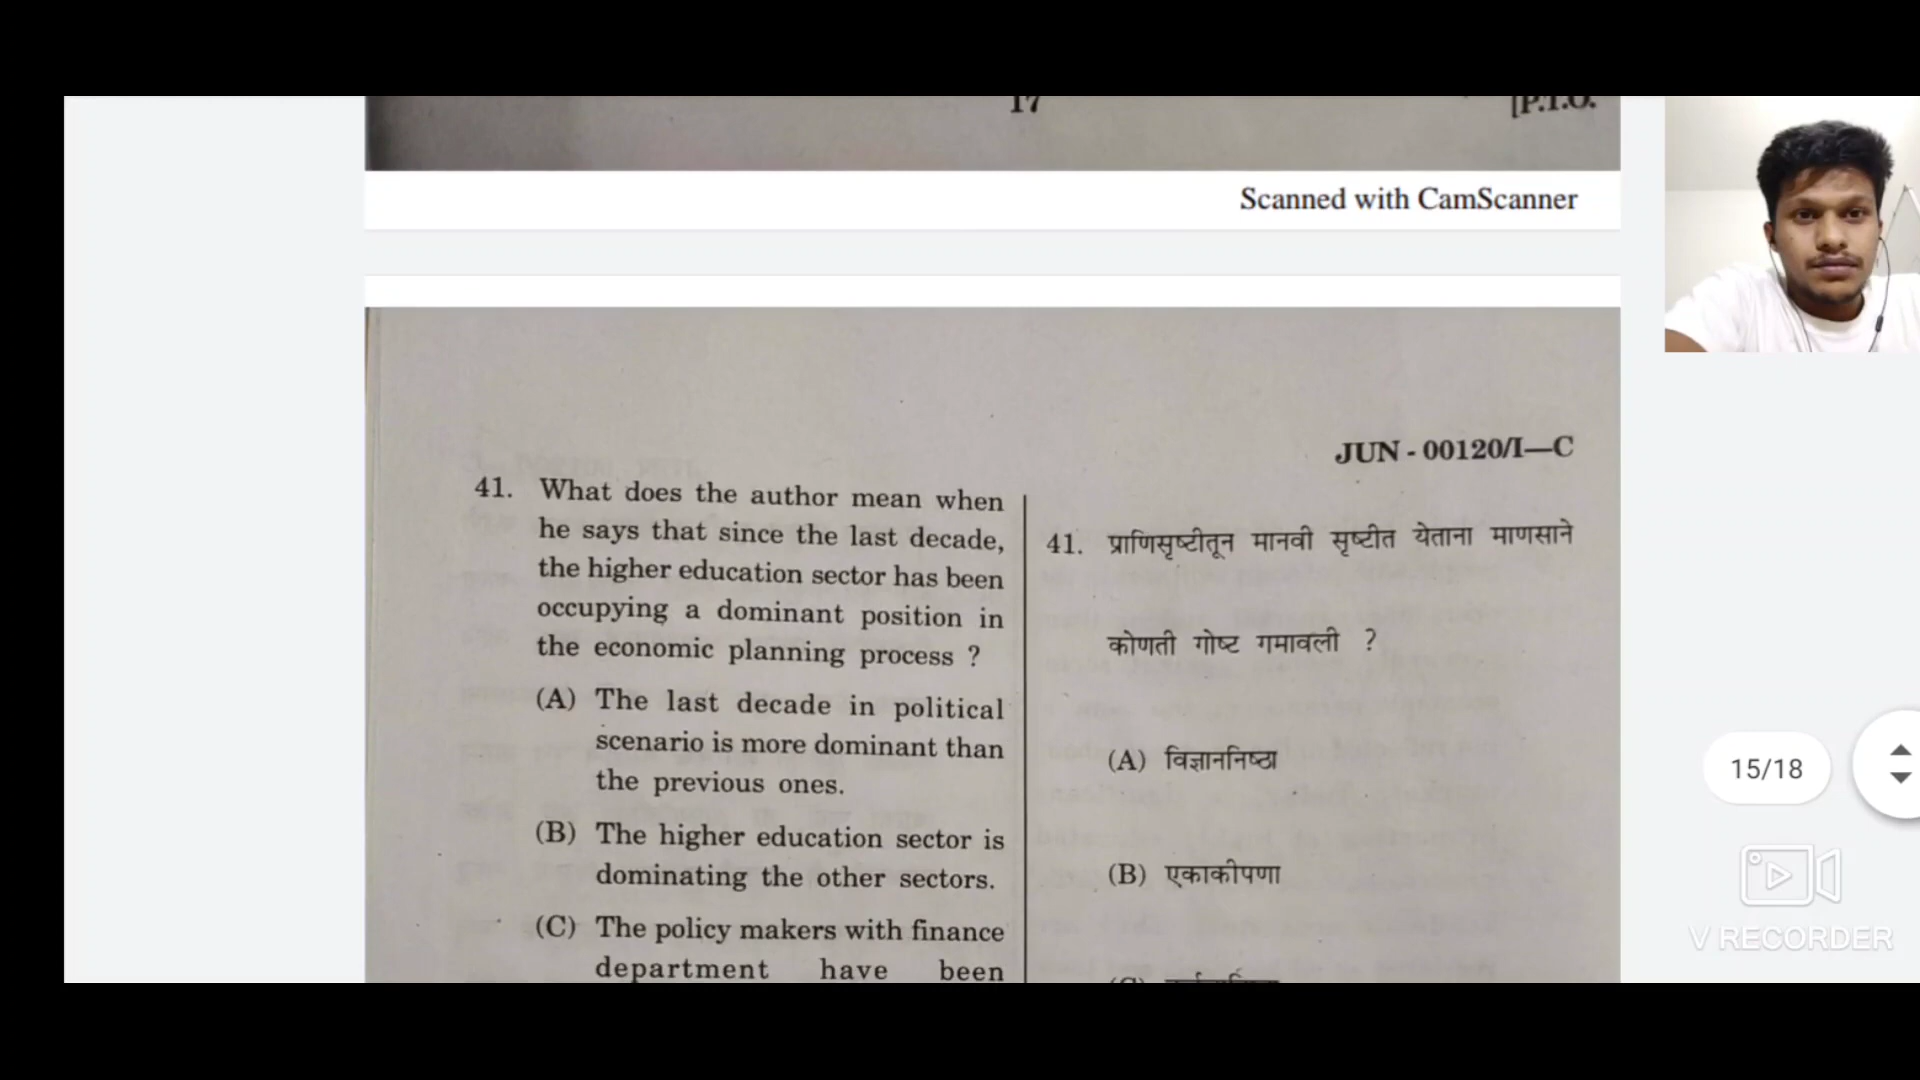 17
[P.T.O.
Scanned with CamScanner
JUN - 00120/I—C
41. What does the author mean when
he says that since the last decade,
the higher education sector has been
occupying a dominant position in
the economic planning process ?
(A) The last decade in political
scenario is more dominant than
the previous ones.
(B) The higher education sector is
dominating the other sectors.
(C) The policy makers with finance
department have been
41. प्राणिसृष्टीतून मानवी सृष्टीत येताना माणसाने
कोणती गोष्ट गमावली ?
(A) विज्ञाननिष्ठा
(B) एकाकीपणा
(C)
15/18
V RECORDER